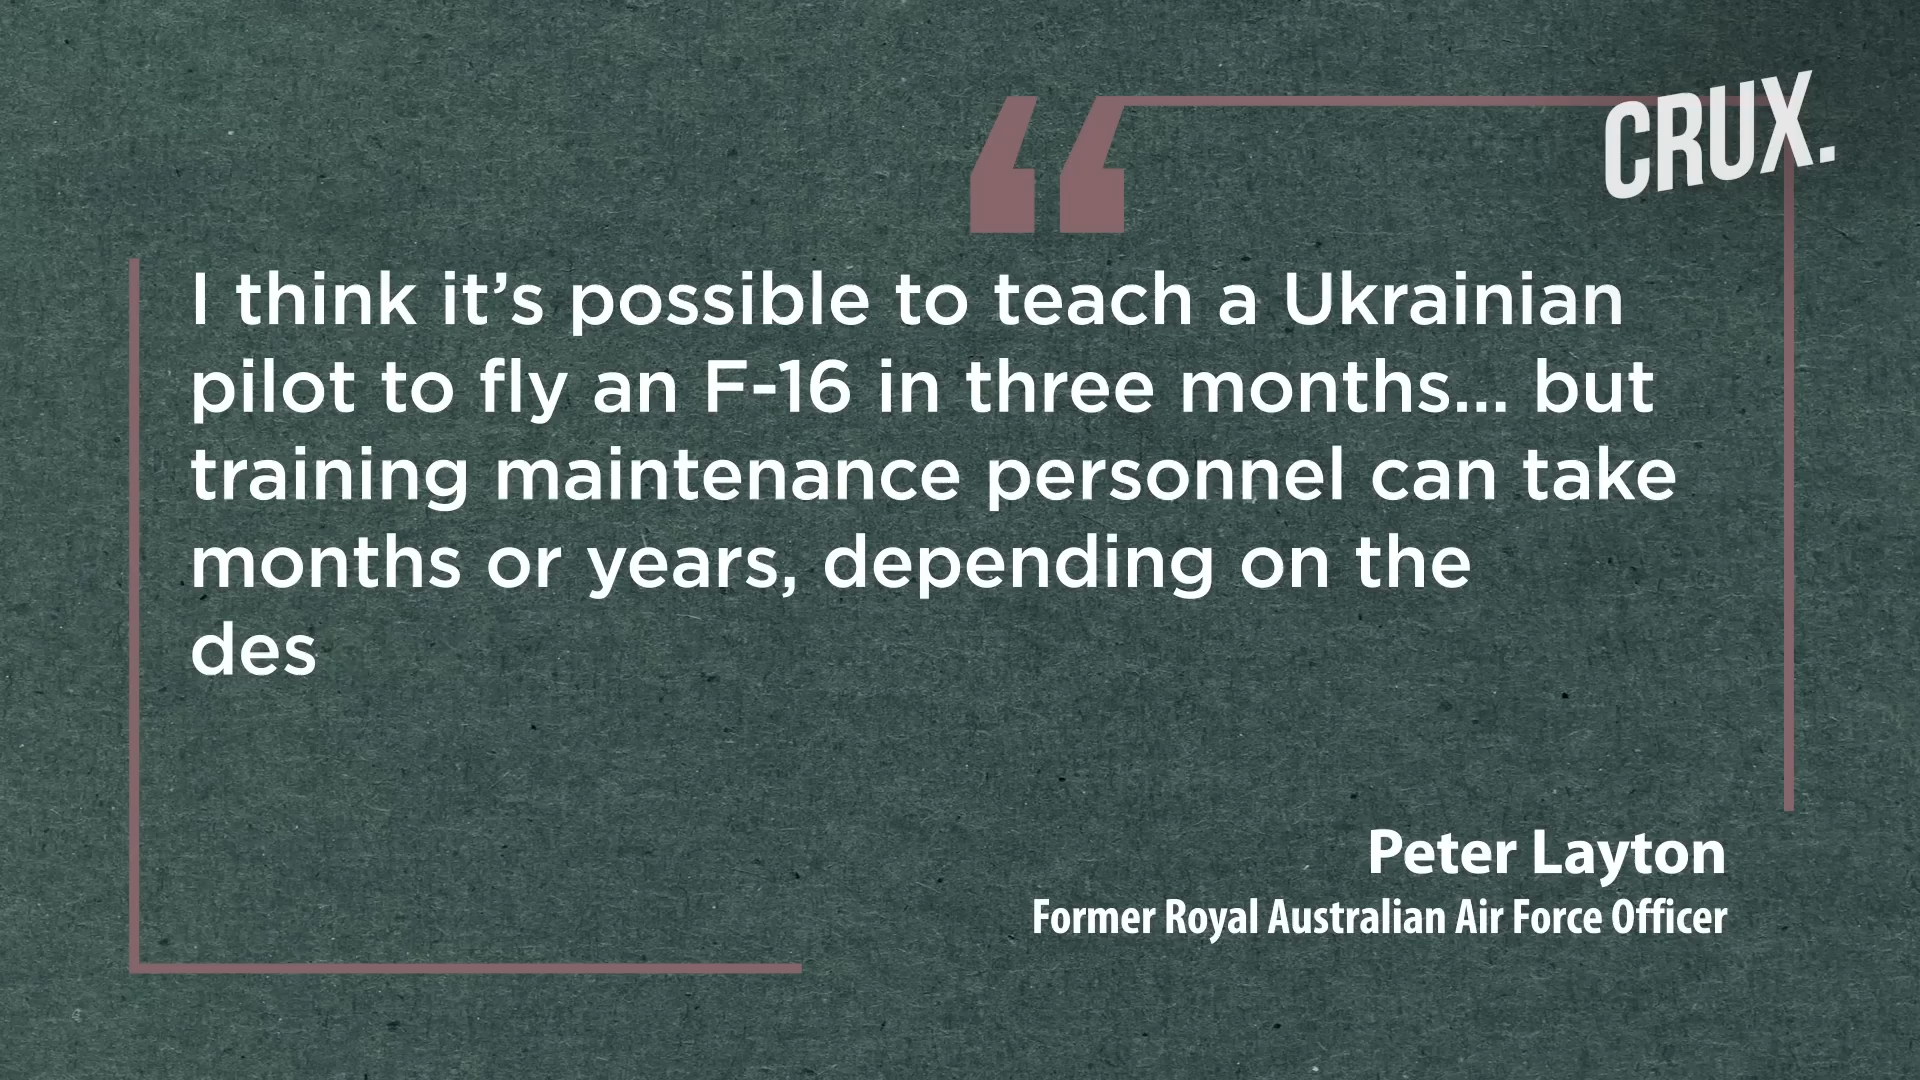 CRUX.
“
I think it’s possible to teach a Ukrainian
pilot to fly an F-16 in three months... but
training maintenance personnel can take
months or years, depending on the
des
Peter Layton
Former Royal Australian Air Force Officer